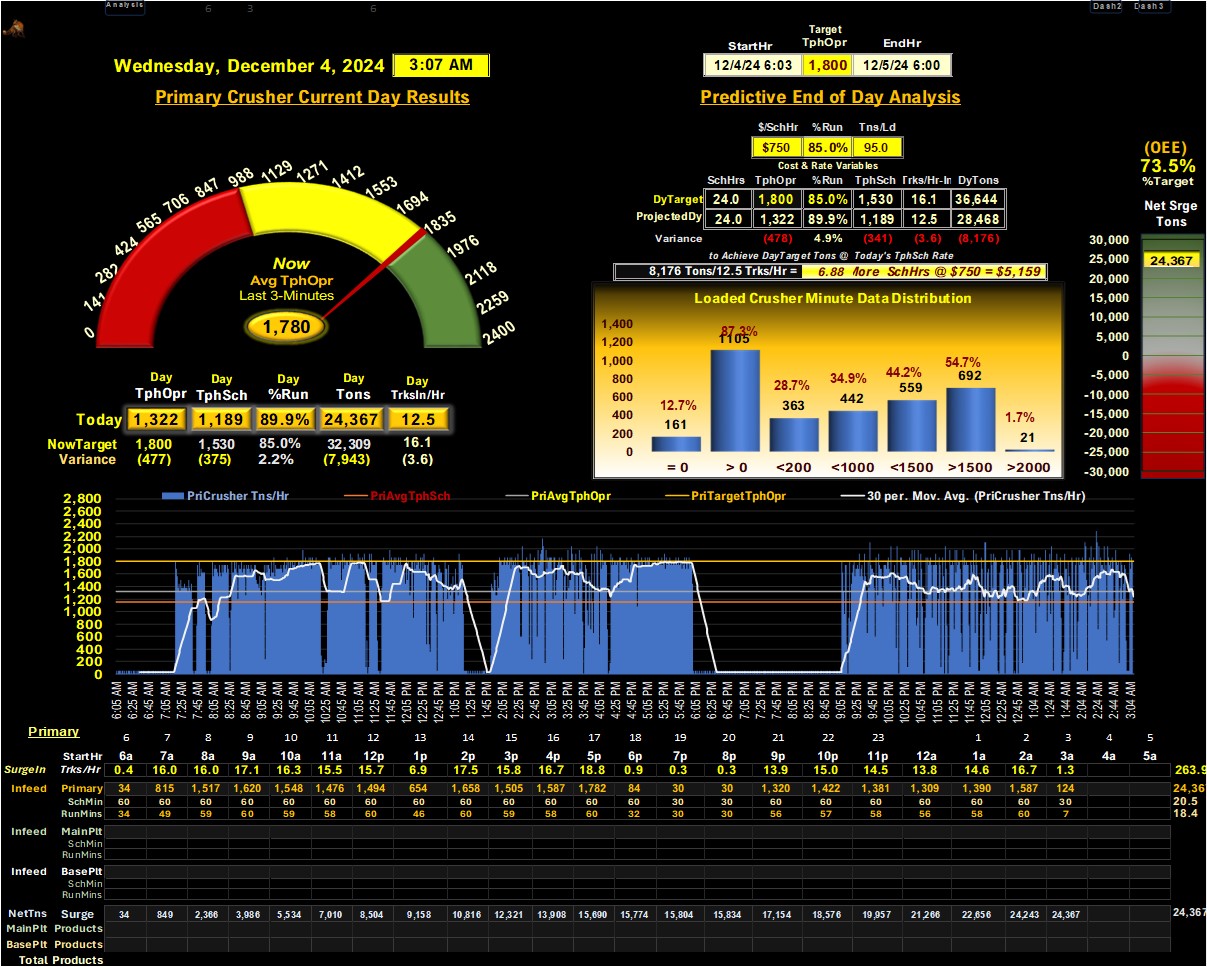 Analysis 6 3 6 Dash2 Dash3
Wednesday, December 4, 2024 3:07 AM
Primary Crusher Current Day Results
0 141 282 424 565 706 847 988 1129 1271 1412 1553 1694 1835 1976 2118 2259 2400
Now
Avg TphOpr
Last 3-Minutes
1,780
Day Day Day Day Day
TphOpr TphSch %Run Tons TrksIn/Hr
Today 1,322 1,189 89.9% 24,367 12.5
NowTarget 1,800 1,530 85.0% 32,309 16.1
Variance (477) (375) 2.2% (7,943) (3.6)
Target
StartHr TphOpr EndHr
12/4/24 6:03 1,800 12/5/24 6:00
Predictive End of Day Analysis
$/SchHr %Run Tns/Ld
$750 85.0% 95.0
Cost & Rate Variables
SchHrs TphOpr %Run TphSch Trks/Hr-In DyTons
DyTarget 24.0 1,800 85.0% 1,530 16.1 36,644
ProjectedDy 24.0 1,322 89.9% 1,189 12.5 28,468
Variance (478) 4.9% (341) (3.6) (8,176)
to Achieve DayTarget Tons @ Today's TphSch Rate
8,176 Tons/12.5 Trks/Hr = 6.88 More SchHrs @ $750 = $5,159
Loaded Crusher Minute Data Distribution
1,400
1,200
1,000
800
600
400
200
0
12.7% 87.3% 28.7% 34.9% 44.2% 54.7% 1.7%
161 1105 363 442 559 692 21
= 0 > 0 <200 <1000 <1500 >1500 >2000
(OEE)
73.5%
%Target
Net Srge
Tons
30,000
25,000
24,367
20,000
15,000
10,000
5,000
0
-5,000
-10,000
-15,000
-20,000
-25,000
-30,000
PriCrusher Tns/Hr PriAvgTphSch PriAvgTphOpr PriTargetTphOpr 30 per. Mov. Avg. (PriCrusher Tns/Hr)
2,800
2,600
2,400
2,200
2,000
1,800
1,600
1,400
1,200
1,000
800
600
400
200
0
6:05 AM 6:25 AM 6:45 AM 7:05 AM 7:25 AM 7:45 AM 8:05 AM 8:25 AM 8:45 AM 9:05 AM 9:25 AM 9:45 AM 10:05 AM 10:25 AM 10:45 AM 11:05 AM 11:25 AM 11:45 AM 12:05 PM 12:25 PM 12:44 PM 1:05 PM 1:25 PM 1:45 PM 2:05 PM 2:25 PM 2:45 PM 3:05 PM 3:25 PM 3:45 PM 4:05 PM 4:25 PM 4:45 PM 5:05 PM 5:25 PM 5:45 PM 6:05 PM 6:25 PM 6:45 PM 7:05 PM 7:25 PM 7:45 PM 8:05 PM 8:25 PM 8:45 PM 9:05 PM 9:25 PM 9:45 PM 10:05 PM 10:25 PM 10:45 PM 11:05 PM 11:25 PM 11:45 PM 12:05 AM 12:25 AM 12:45 AM 1:04 AM 1:24 AM 1:44 AM 2:04 AM 2:24 AM 2:44 AM 3:04 AM
Primary 6 7 8 9 10 11 12 13 14 15 16 17 18 19 20 21 22 23 1 2 3 4 5
StartHr 6a 7a 8a 9a 10a 11a 12p 1p 2p 3p 4p 5p 6p 7p 8p 9p 10p 11p 12a 1a 2a 3a 4a 5a
SurgeIn Trks/Hr 0.4 16.0 16.0 17.1 16.3 15.5 15.7 6.9 17.5 15.8 16.7 18.8 0.9 0.3 0.3 13.9 15.0 14.5 13.8 14.6 16.7 1.3 263.9
Infeed Primary 34 815 1,517 1,620 1,548 1,476 1,494 654 1,658 1,505 1,587 1,782 84 30 30 1,320 1,422 1,381 1,309 1,390 1,587 124 24,367
SchMin 60 60 60 60 60 60 60 60 60 60 60 60 60 60 60 60 60 60 60 60 60 30 20.5
RunMins 34 49 59 60 59 58 60 46 60 59 58 60 32 30 30 56 57 58 56 58 60 7 18.4
Infeed MainPlt
SchMin
RunMins
Infeed BasePlt
SchMin
RunMins
NetTns Surge 34 849 2,366 3,986 5,534 7,010 8,504 9,158 10,816 12,321 13,908 15,690 15,774 15,804 15,834 17,154 18,576 19,957 21,266 22,656 24,243 24,367 24,367
MainPlt Products
BasePlt Products
Total Products